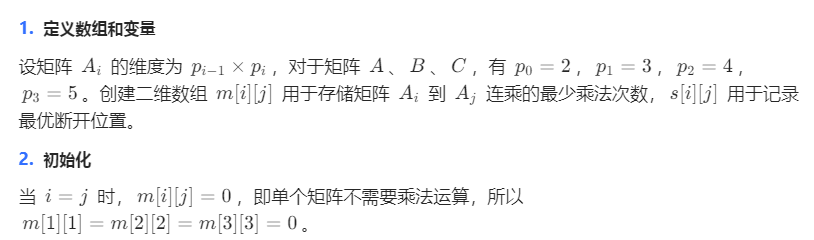 1. 定义数组和变量
设矩阵 $A_i$ 的维度为 $p_{i-1} \times p_i$，对于矩阵 $A$、$B$、$C$，有 $p_0 = 2$，$p_1 = 3$，$p_2 = 4$，
$p_3 = 5$。创建二维数组 $m[i][j]$ 用于存储矩阵 $A_i$ 到 $A_j$ 连乘的最少乘法次数，$s[i][j]$ 用于记录
最优断开位置。
2. 初始化
当 $i = j$ 时，$m[i][j] = 0$，即单个矩阵不需要乘法运算，所以
$m[1][1] = m[2][2] = m[3][3] = 0$。